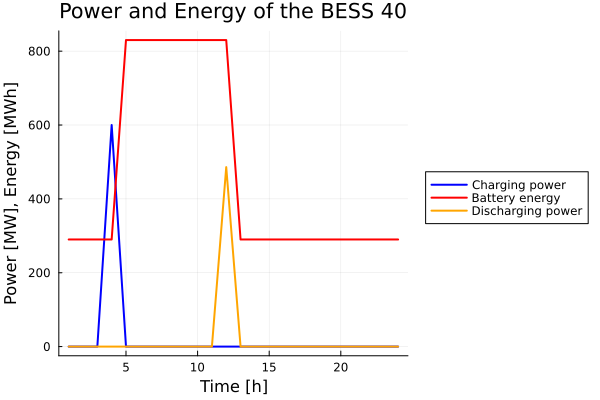 Power and Energy of the BESS 40
Power [MW], Energy [MWh]
800
600
400
200
0
5
10
15
20
Time [h]
Charging power
Battery energy
Discharging power